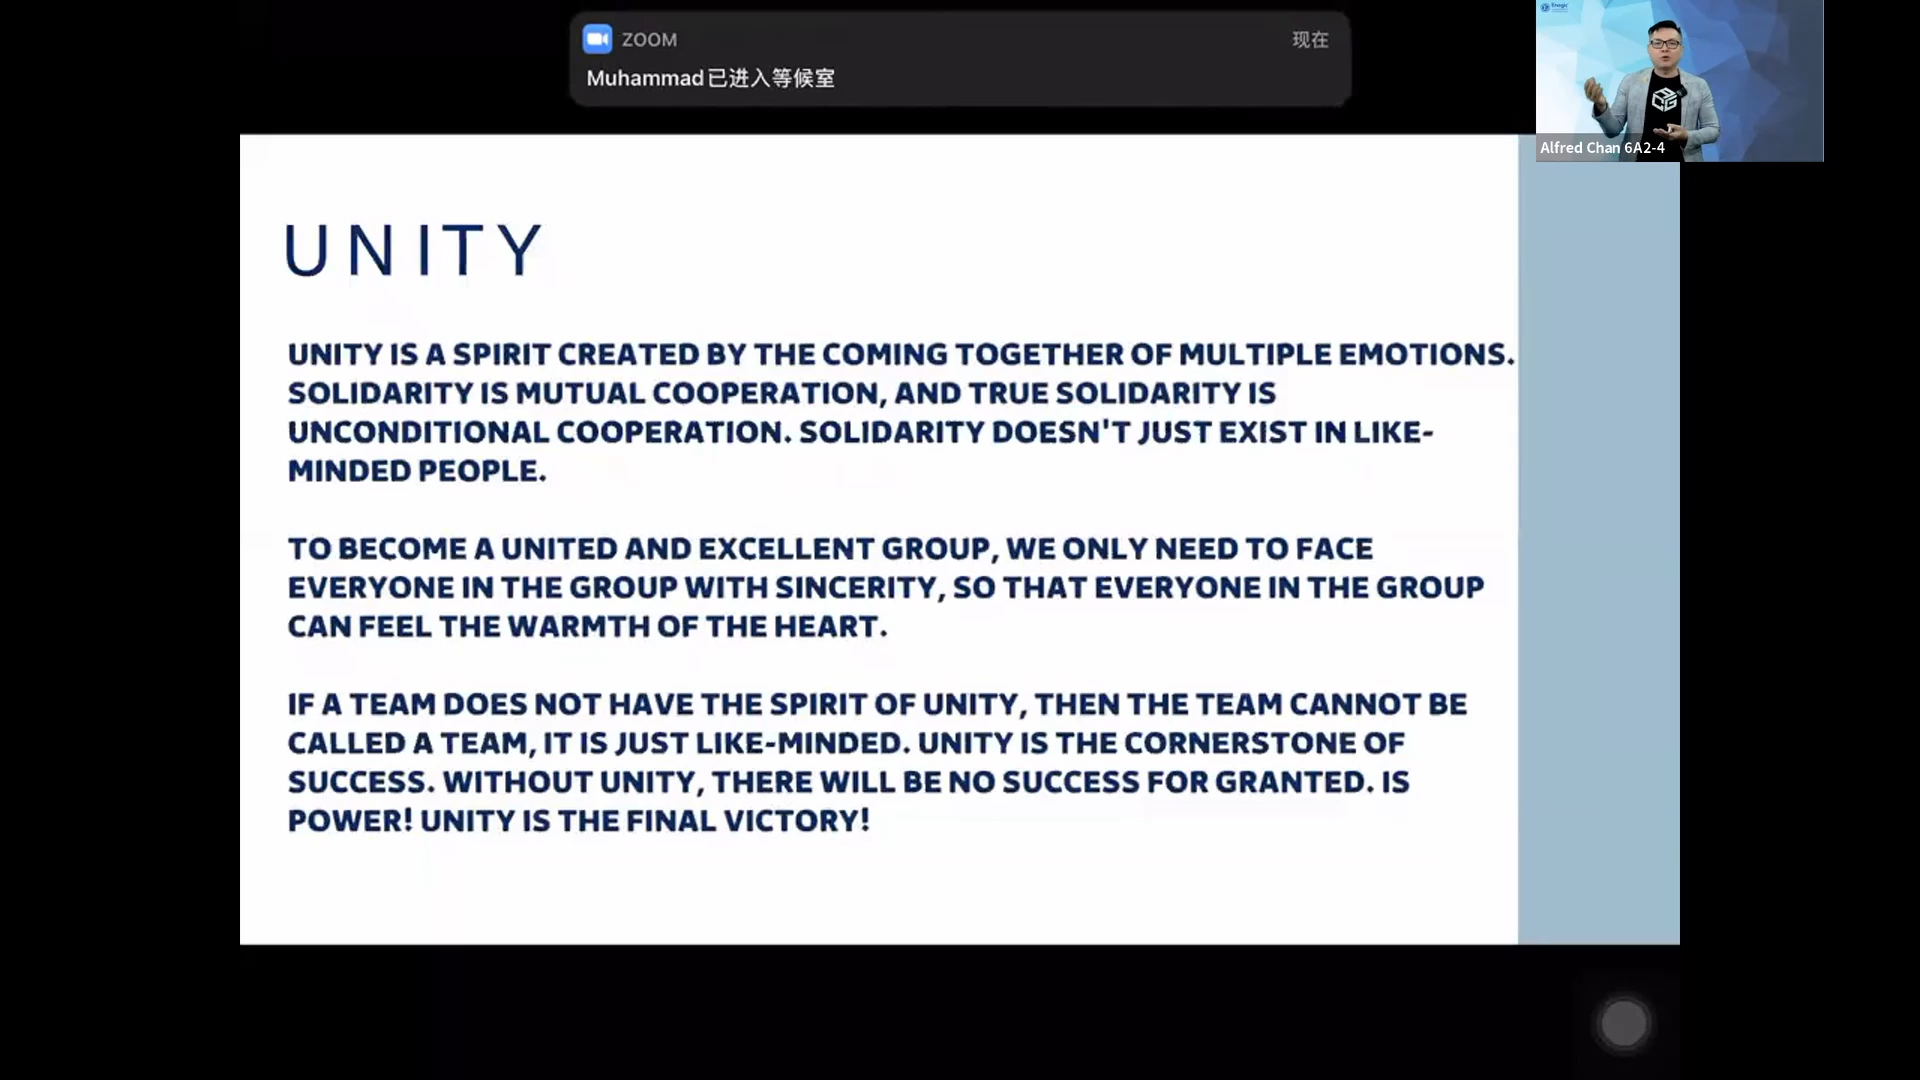 ZOOM
现在
Muhammad已进入等候室
Enagic
Alfred Chan 6A2-4
UNITY
UNITY IS A SPIRIT CREATED BY THE COMING TOGETHER OF MULTIPLE EMOTIONS.
SOLIDARITY IS MUTUAL COOPERATION, AND TRUE SOLIDARITY IS
UNCONDITIONAL COOPERATION. SOLIDARITY DOESN'T JUST EXIST IN LIKE-
MINDED PEOPLE.
TO BECOME A UNITED AND EXCELLENT GROUP, WE ONLY NEED TO FACE
EVERYONE IN THE GROUP WITH SINCERITY, SO THAT EVERYONE IN THE GROUP
CAN FEEL THE WARMTH OF THE HEART.
IF A TEAM DOES NOT HAVE THE SPIRIT OF UNITY, THEN THE TEAM CANNOT BE
CALLED A TEAM, IT IS JUST LIKE-MINDED. UNITY IS THE CORNERSTONE OF
SUCCESS. WITHOUT UNITY, THERE WILL BE NO SUCCESS FOR GRANTED. IS
POWER! UNITY IS THE FINAL VICTORY!